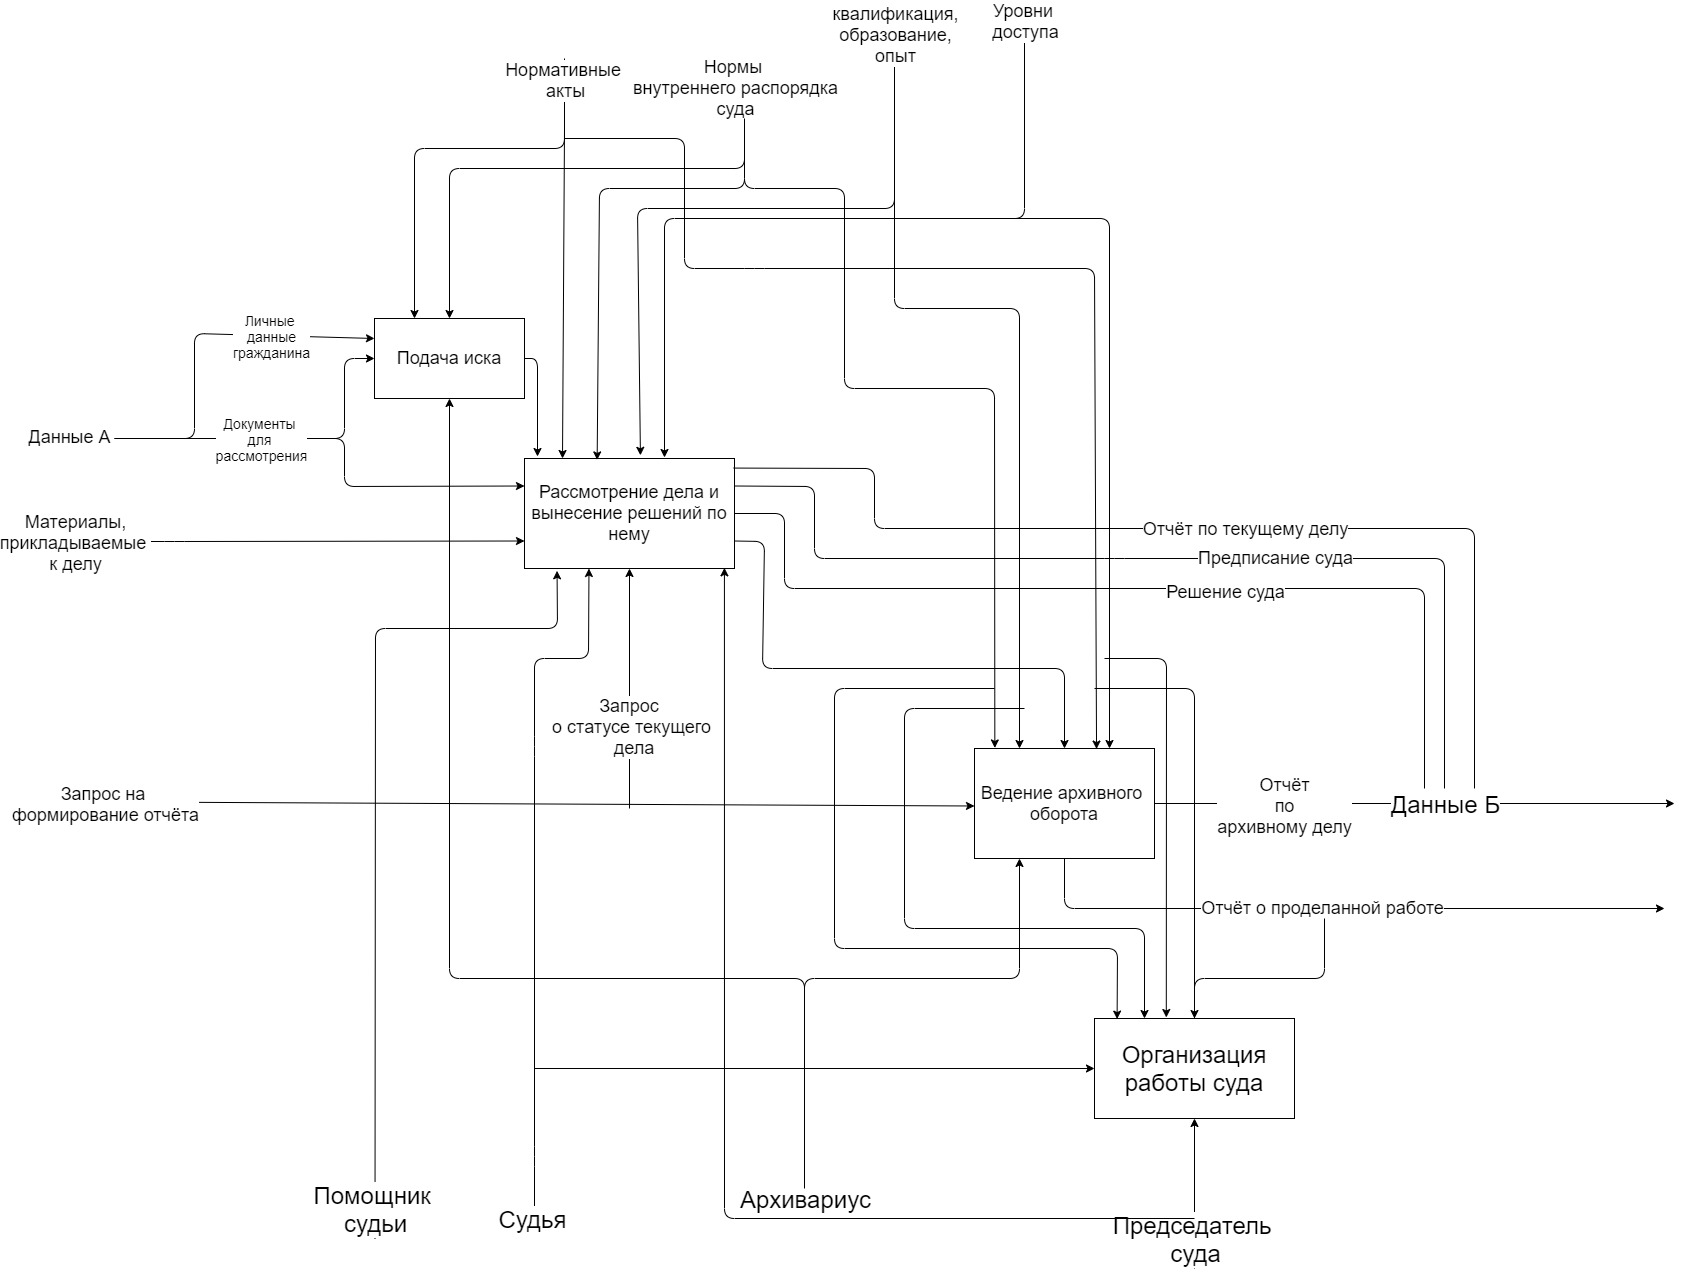 квалификация,
образование,
опыт
Уровни
доступа
Нормативные
акты
Нормы
внутреннего распорядка
суда
Личные
данные
гражданина
Подача иска
Данные А
Документы
для
рассмотрения
Материалы,
прикладываемые
к делу
Рассмотрение дела и
вынесение решений по
нему
Отчёт по текущему делу
Предписание суда
Решение суда
Запрос
о статусе текущего
дела
Запрос на
формирование отчёта
Ведение архивного
оборота
Отчёт
по
архивному делу
Данные Б
Отчёт о проделанной работе
Организация
работы суда
Помощник
судьи
Судья
Архивариус
Председатель
суда